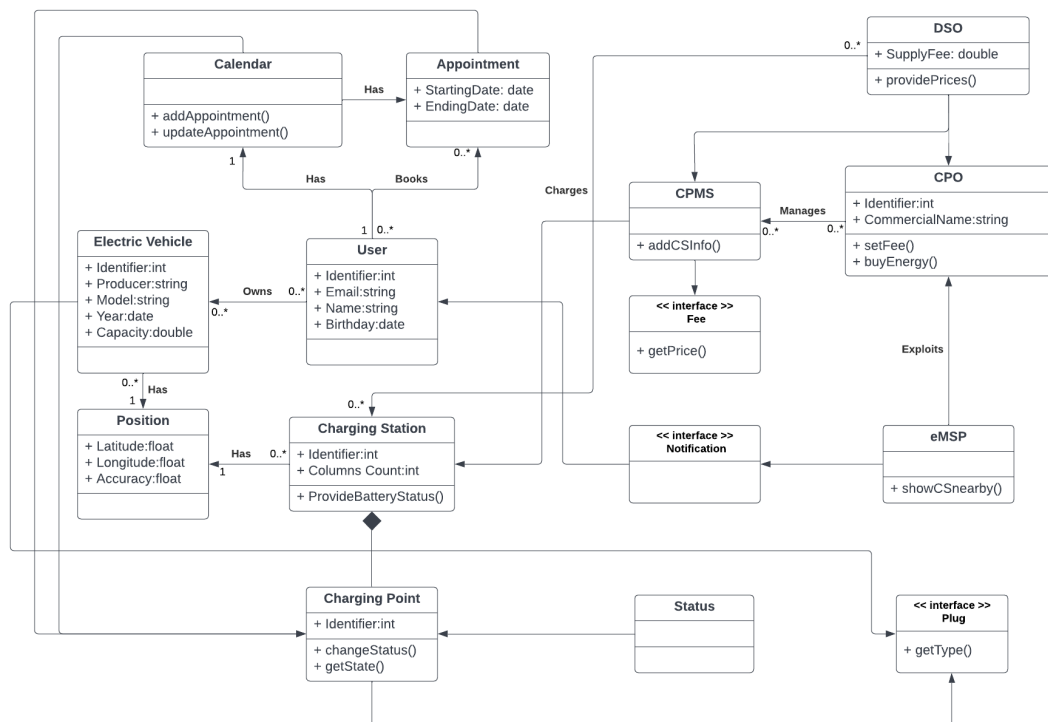 DSO
+ SupplyFee: double
+ providePrices()
0..*
Calendar
+ addAppointment()
+ updateAppointment()
Has
Appointment
+ StartingDate: date
+ EndingDate: date
1
0..*
Has
Books
Charges
CPMS
+ addCSInfo()
Manages
0..*
0..*
CPO
+ Identifier:int
+ CommercialName:string
+ setFee()
+ buyEnergy()
Electric Vehicle
+ Identifier:int
+ Producer:string
+ Model:string
+ Year:date
+ Capacity:double
Owns
0..*
0..*
1
0..*
User
+ Identifier:int
+ Email:string
+ Name:string
+ Birthday:date
<< interface >>
Fee
+ getPrice()
Exploits
0..*
Has
1
Position
+ Latitude:float
+ Longitude:float
+ Accuracy:float
Has
0..*
1
0..*
Charging Station
+ Identifier:int
+ Columns Count:int
+ ProvideBatteryStatus()
<< interface >>
Notification
eMSP
+ showCSnearby()
Charging Point
+ Identifier:int
+ changeStatus()
+ getState()
Status
<< interface >>
Plug
+ getType()